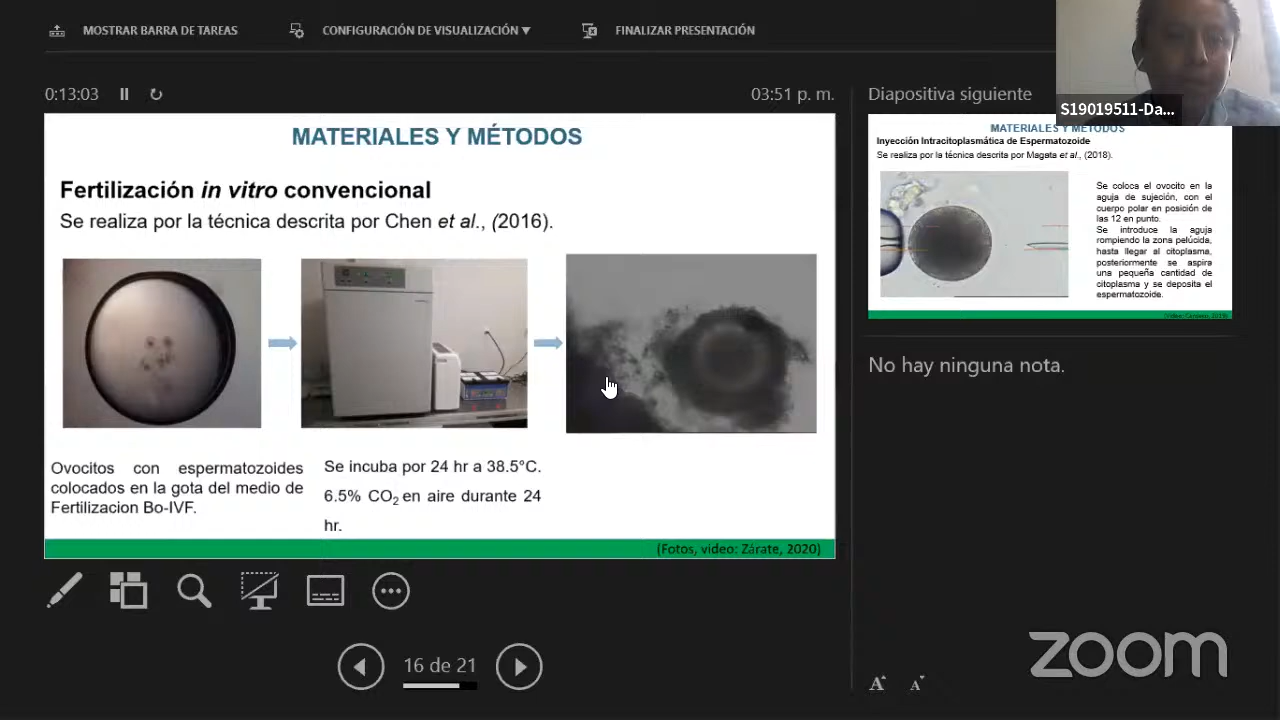 MOSTRAR BARRA DE TAREAS
CONFIGURACIÓN DE VISUALIZACIÓN ▼
FINALIZAR PRESENTACIÓN
0:13:03
03:51 p. m.
MATERIALES Y MÉTODOS
Fertilización in vitro convencional
Se realiza por la técnica descrita por Chen et al., (2016).
Ovocitos con espermatozoides
colocados en la gota del medio de
Fertilizacion Bo-IVF.
Se incuba por 24 hr a 38.5°C.
6.5% CO2 en aire durante 24
hr.
(Fotos, video: Zárate, 2020)
16 de 21
Diapositiva siguiente
S19019511-Da...
MATERIALES Y MÉTODOS
Inyección Intracitoplasmática de Espermatozoide
Se realiza por la técnica descrita por Magata et al., (2018).
Se coloca el ovocito en la
aguja de sujeción, con el
cuerpo polar en posición de
las 12 en punto.
Se introduce la aguja
rompiendo la zona pelúcida,
hasta llegar al citoplasma,
posteriormente se aspira
una pequeña cantidad de
citoplasma y se deposita el
espermatozoide.
No hay ninguna nota.
A A
zoom